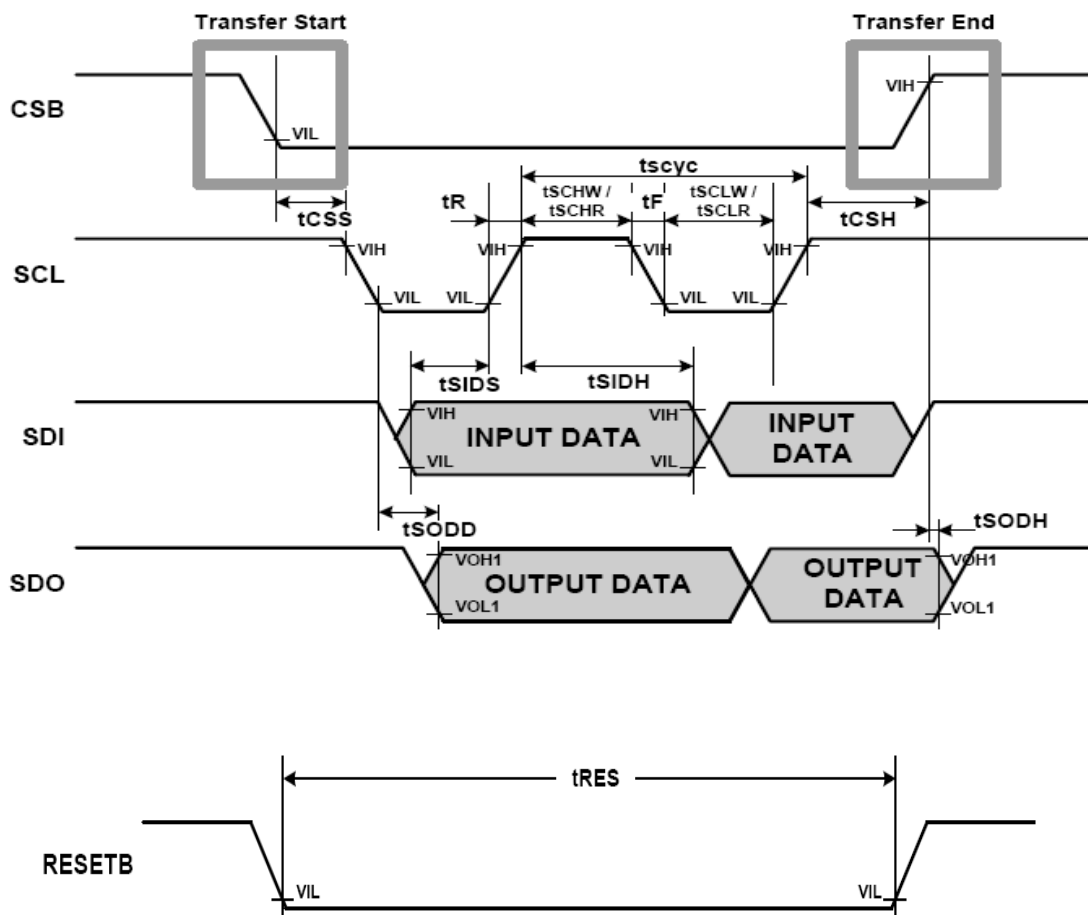 Transfer Start
Transfer End
CSB
VIL
VIH
tCSS
tR
tscyc
tSCHW /
tSCHR
tF
tSCLW /
tSCLR
tCSH
SCL
VIH
VIH
VIH
VIH
VIL
VIL
VIL
VIL
tSIDS
tSIDH
SDI
VIH
VIL
INPUT DATA
VIH
VIL
INPUT
DATA
tSODD
tSODH
SDO
VOH1
VOL1
OUTPUT DATA
OUTPUT
DATA
VOH1
VOL1
tRES
RESETB
VIL
VIL